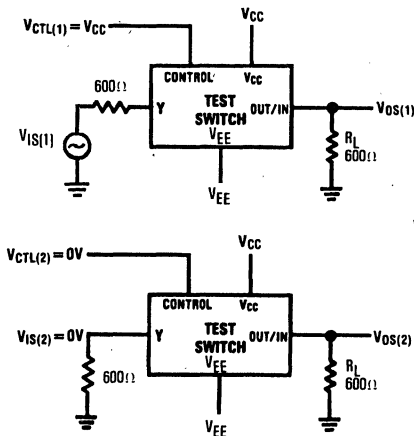 VCTL(1) = VCC
VCC
600Ω
CONTROL
VCC
Y
TEST SWITCH
OUT/IN
VOS(1)
VIS(1)
VEE
RL
600Ω
VEE
VCTL(2) = 0V
VCC
CONTROL
VCC
VIS(2) = 0V
Y
TEST SWITCH
OUT/IN
VOS(2)
600Ω
VEE
RL
600Ω
VEE